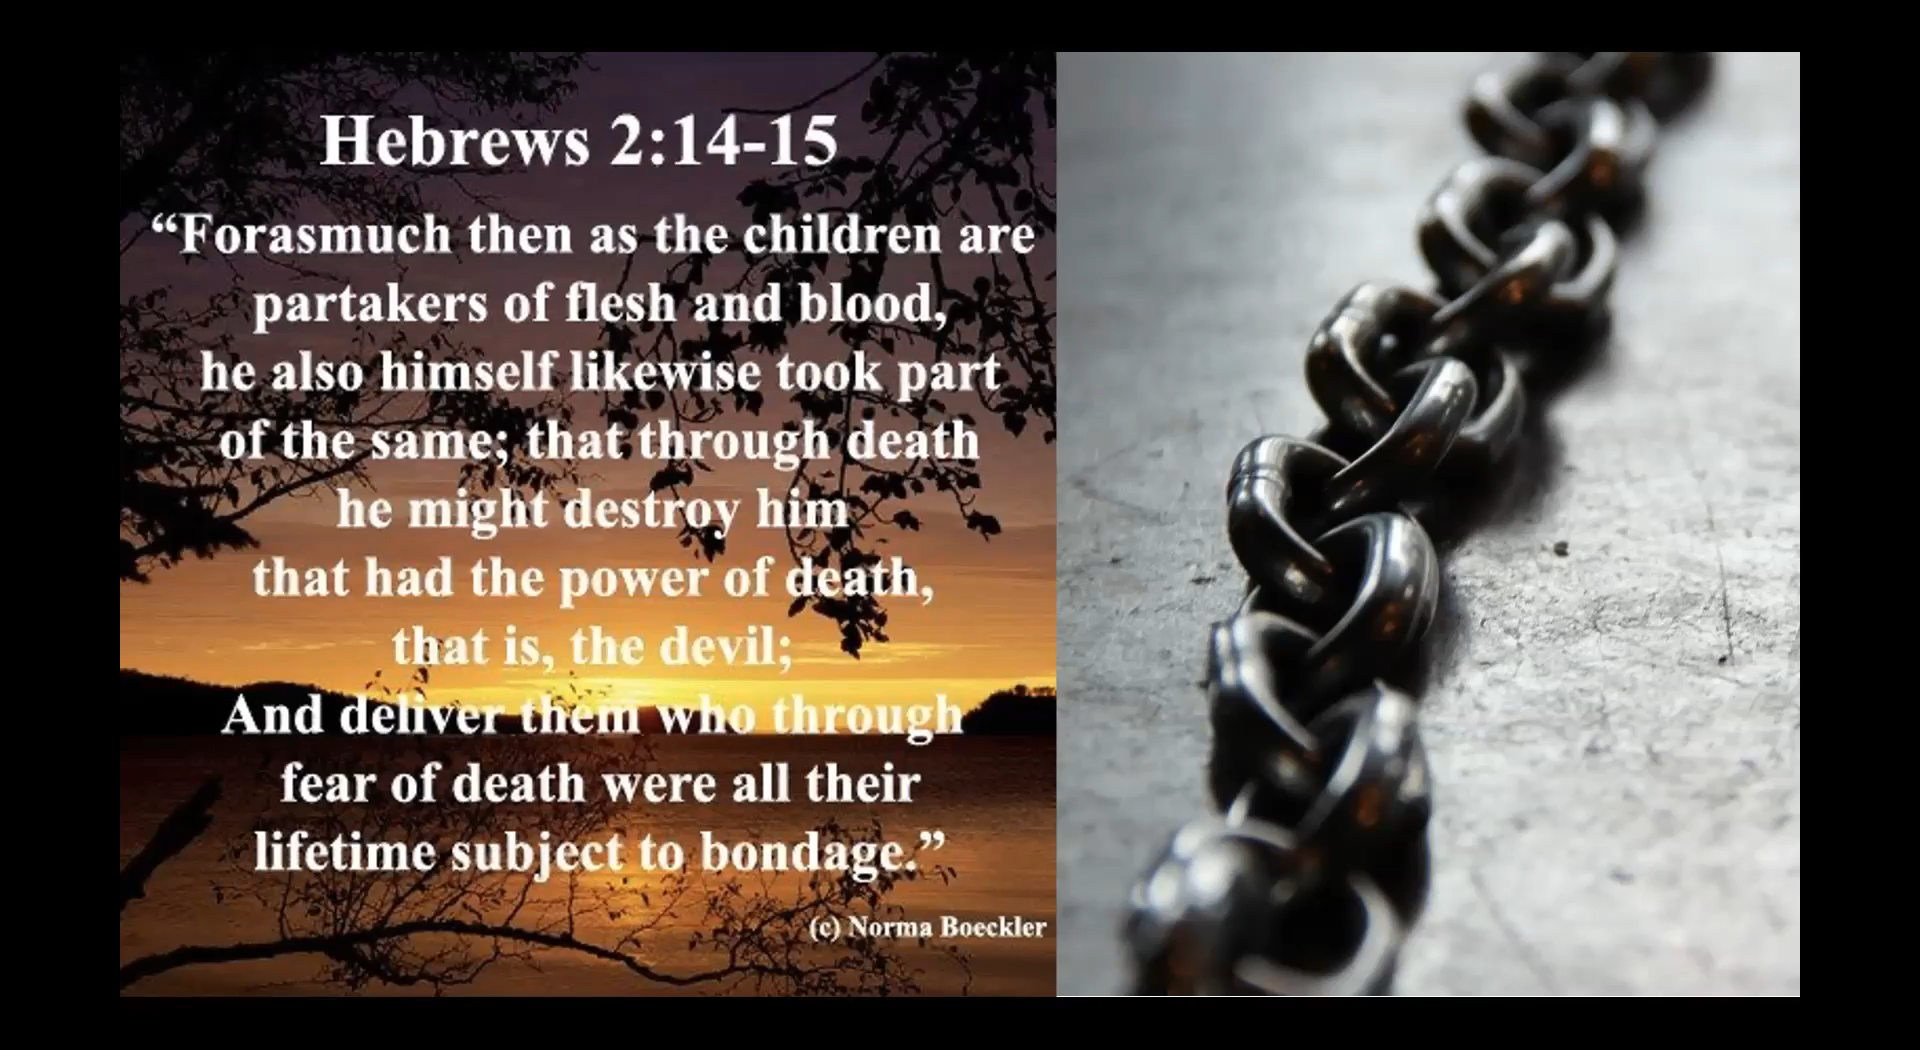 Hebrews 2:14-15
“Forasmuch then as the children are
partakers of flesh and blood,
he also himself likewise took part
of the same; that through death
he might destroy him
that had the power of death,
that is, the devil;
And deliver them who through
fear of death were all their
lifetime subject to bondage.”
(c) Norma Boeckler